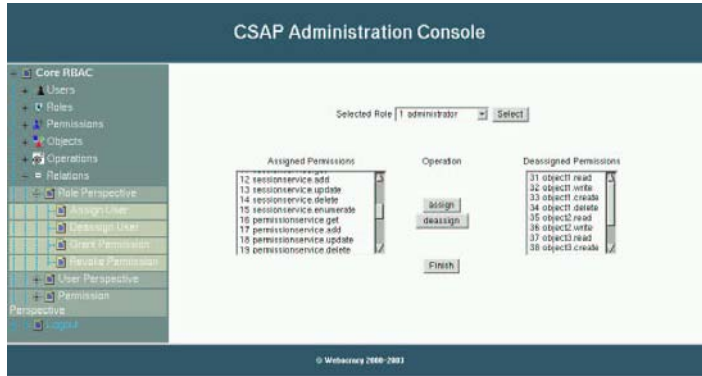 CSAP Administration Console
Core RBAC
Users
Roles
Permissions
Objects
Operations
Relations
Role Perspective
Assign User
Deassign User
Grant Permission
Revoke Permission
User Perspective
Permission
Perspective
Logout
Selected Role 1 administrator Select
Assigned Permissions
12 sessionservice.add
13 sessionservice.update
14 sessionservice.delete
15 sessionservice.enumerate
16 permissionservice.get
17 permissionservice.add
18 permissionservice.update
19 permissionservice.delete
Operation
assign
deassign
Finish
Deassigned Permissions
31 object1.read
32 object1.write
33 object1.create
34 object1.delete
35 object2.read
36 object2.write
37 object3.read
38 object3.create
© Webocracy 2000-2003